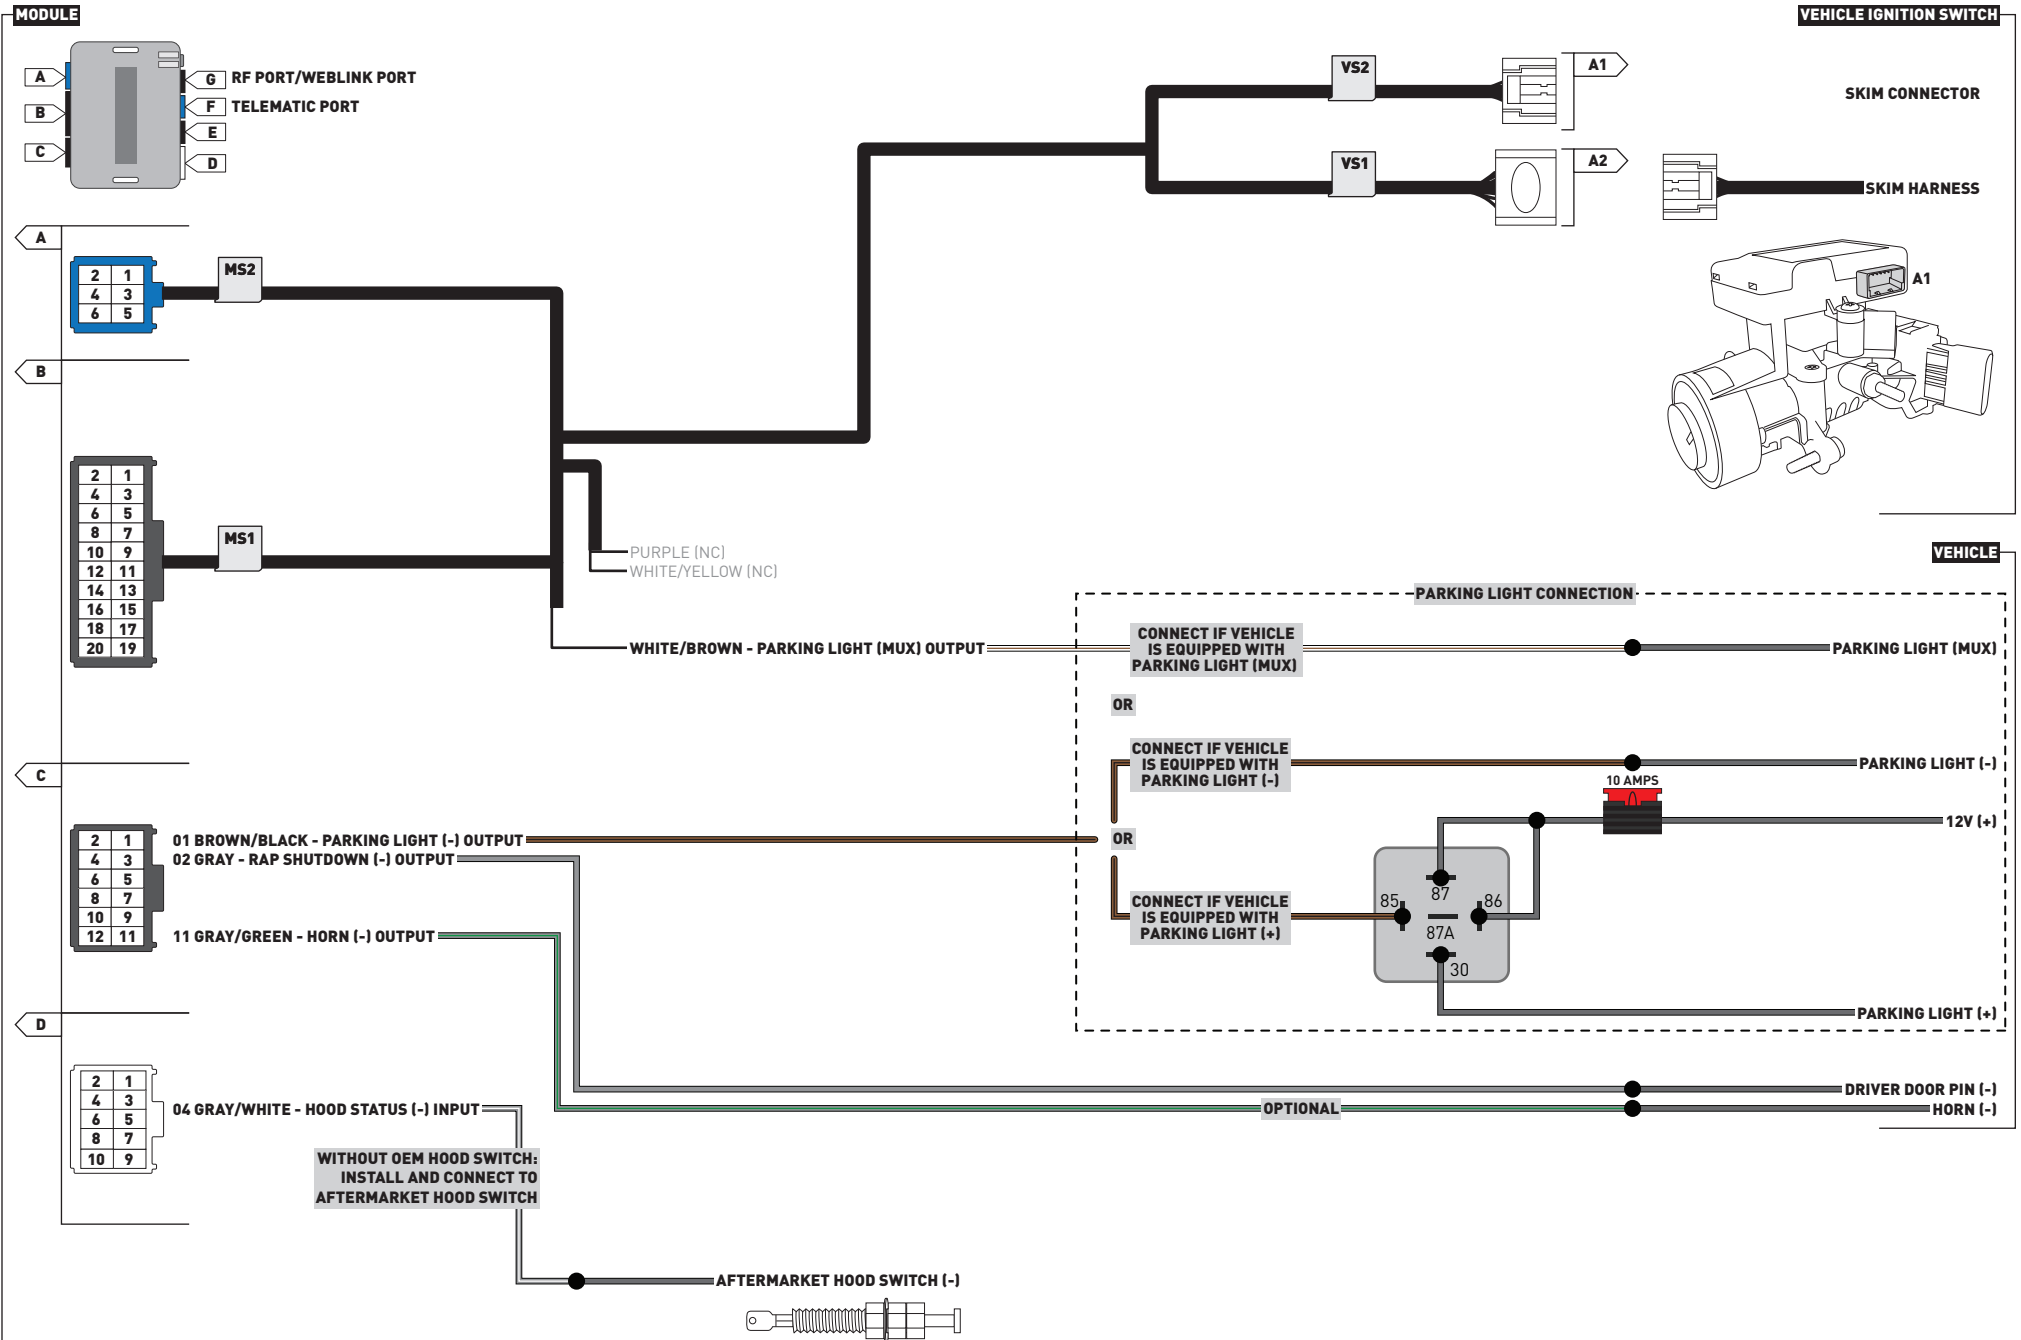 MODULE
VEHICLE IGNITION SWITCH
A
B
C
G RF PORT/WEBLINK PORT
F TELEMATIC PORT
E
D
VS2
A1
SKIM CONNECTOR
VS1
A2
SKIM HARNESS
A1
A
2 1
4 3
6 5
MS2
B
2 1
4 3
6 5
8 7
10 9
12 11
14 13
16 15
18 17
20 19
MS1
PURPLE (NC)
WHITE/YELLOW (NC)
WHITE/BROWN - PARKING LIGHT (MUX) OUTPUT
VEHICLE
PARKING LIGHT CONNECTION
CONNECT IF VEHICLE
IS EQUIPPED WITH
PARKING LIGHT (MUX)
PARKING LIGHT (MUX)
OR
CONNECT IF VEHICLE
IS EQUIPPED WITH
PARKING LIGHT (-)
PARKING LIGHT (-)
10 AMPS
12V (+)
OR
CONNECT IF VEHICLE
IS EQUIPPED WITH
PARKING LIGHT (+)
85
87
86
87A
30
PARKING LIGHT (+)
C
2 1
4 3
6 5
8 7
10 9
12 11
01 BROWN/BLACK - PARKING LIGHT (-) OUTPUT
02 GRAY - RAP SHUTDOWN (-) OUTPUT
11 GRAY/GREEN - HORN (-) OUTPUT
DRIVER DOOR PIN (-)
OPTIONAL
HORN (-)
D
2 1
4 3
6 5
8 7
10 9
04 GRAY/WHITE - HOOD STATUS (-) INPUT
WITHOUT OEM HOOD SWITCH:
INSTALL AND CONNECT TO
AFTERMARKET HOOD SWITCH
AFTERMARKET HOOD SWITCH (-)